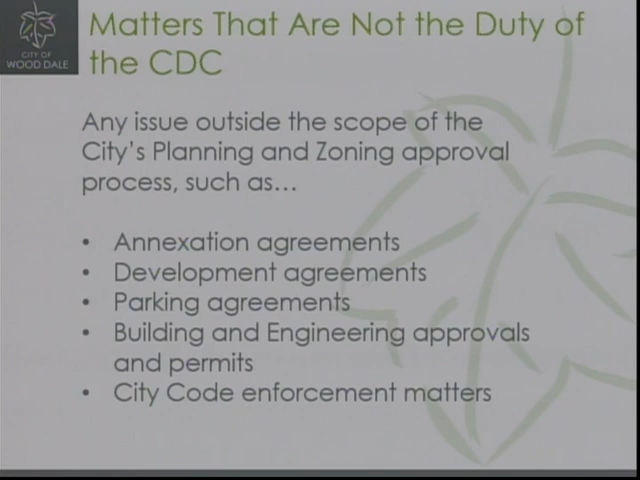 CITY OF
WOOD DALE
Matters That Are Not the Duty of
the CDC
Any issue outside the scope of the
City's Planning and Zoning approval
process, such as…
• Annexation agreements
• Development agreements
• Parking agreements
• Building and Engineering approvals
and permits
• City Code enforcement matters